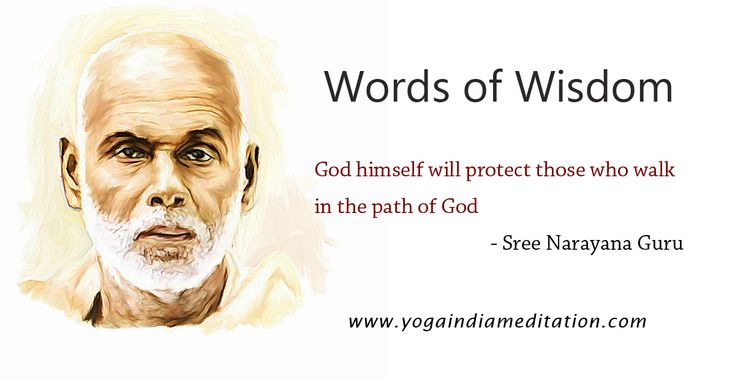 Words of Wisdom
God himself will protect those who walk
in the path of God
- Sree Narayana Guru
www.yogaindiameditation.com